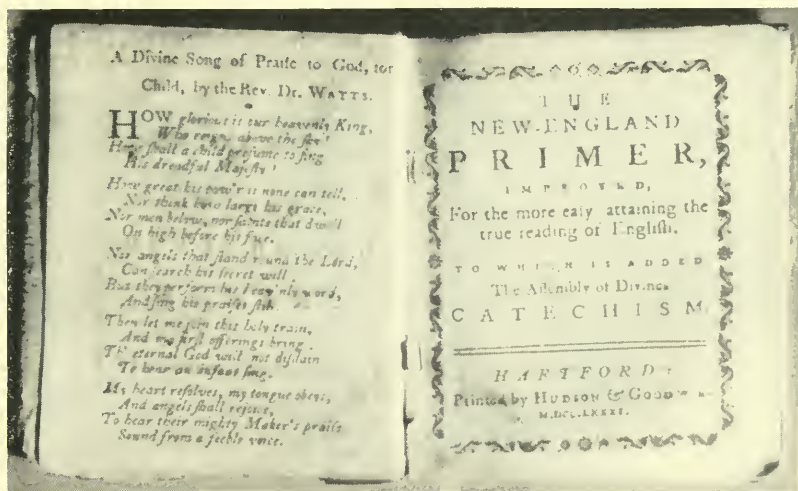 A Divine Song of Praiſe to God, for
Child, by the Rev. Dr. WATTS.
HOW glorious is our heavenly King,
Who reigns above the ſky!
How ſhall a child preſume to ſing
His dreadful Majeſty!
How great his pow'r is none can tell,
Nor think how large his grace,
Nor men below, nor ſaints that dwell
On high before his face.
Nor angels that ſtand round the Lord,
Can ſearch his ſecret will
But they perform his heav'nly word,
And ſing his praiſes ſtill.
Then let me join this holy train,
And my firſt offerings bring
Th' eternal God will not diſdain
To hear an infant ſing.
My heart reſolves, my tongue obeys,
And angels ſhall rejoice,
To hear their mighty Maker's praiſe
Sound from a feeble voice.
THE
NEW-ENGLAND
PRIMER,
IMPROVED,
For the more eaſy attaining the
true reading of Engliſh.
TO WHICH IS ADDED
The Aſſembly of Divines
CATECHISM.
HARTFORD:
Printed by HUDSON & GOODWIN
M.DCC.LXXXI.